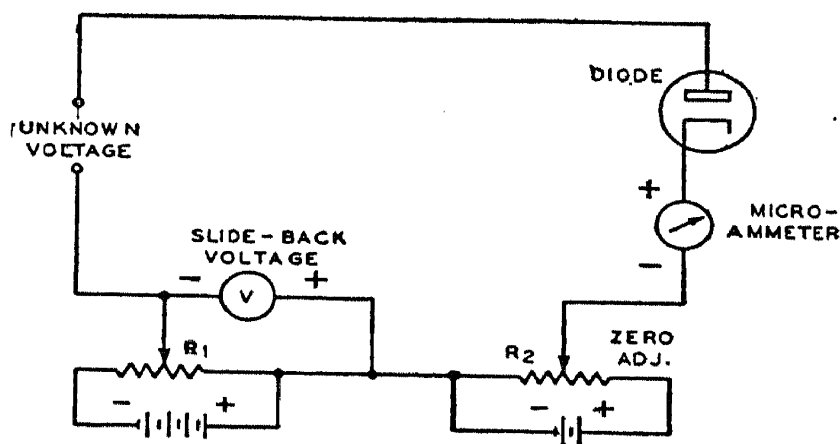 DIODE
UNKNOWN
VOLTAGE
+
MICRO-
AMMETER
-
SLIDE-BACK
VOLTAGE
- V +
R1
R2
ZERO
ADJ.
- +
- +